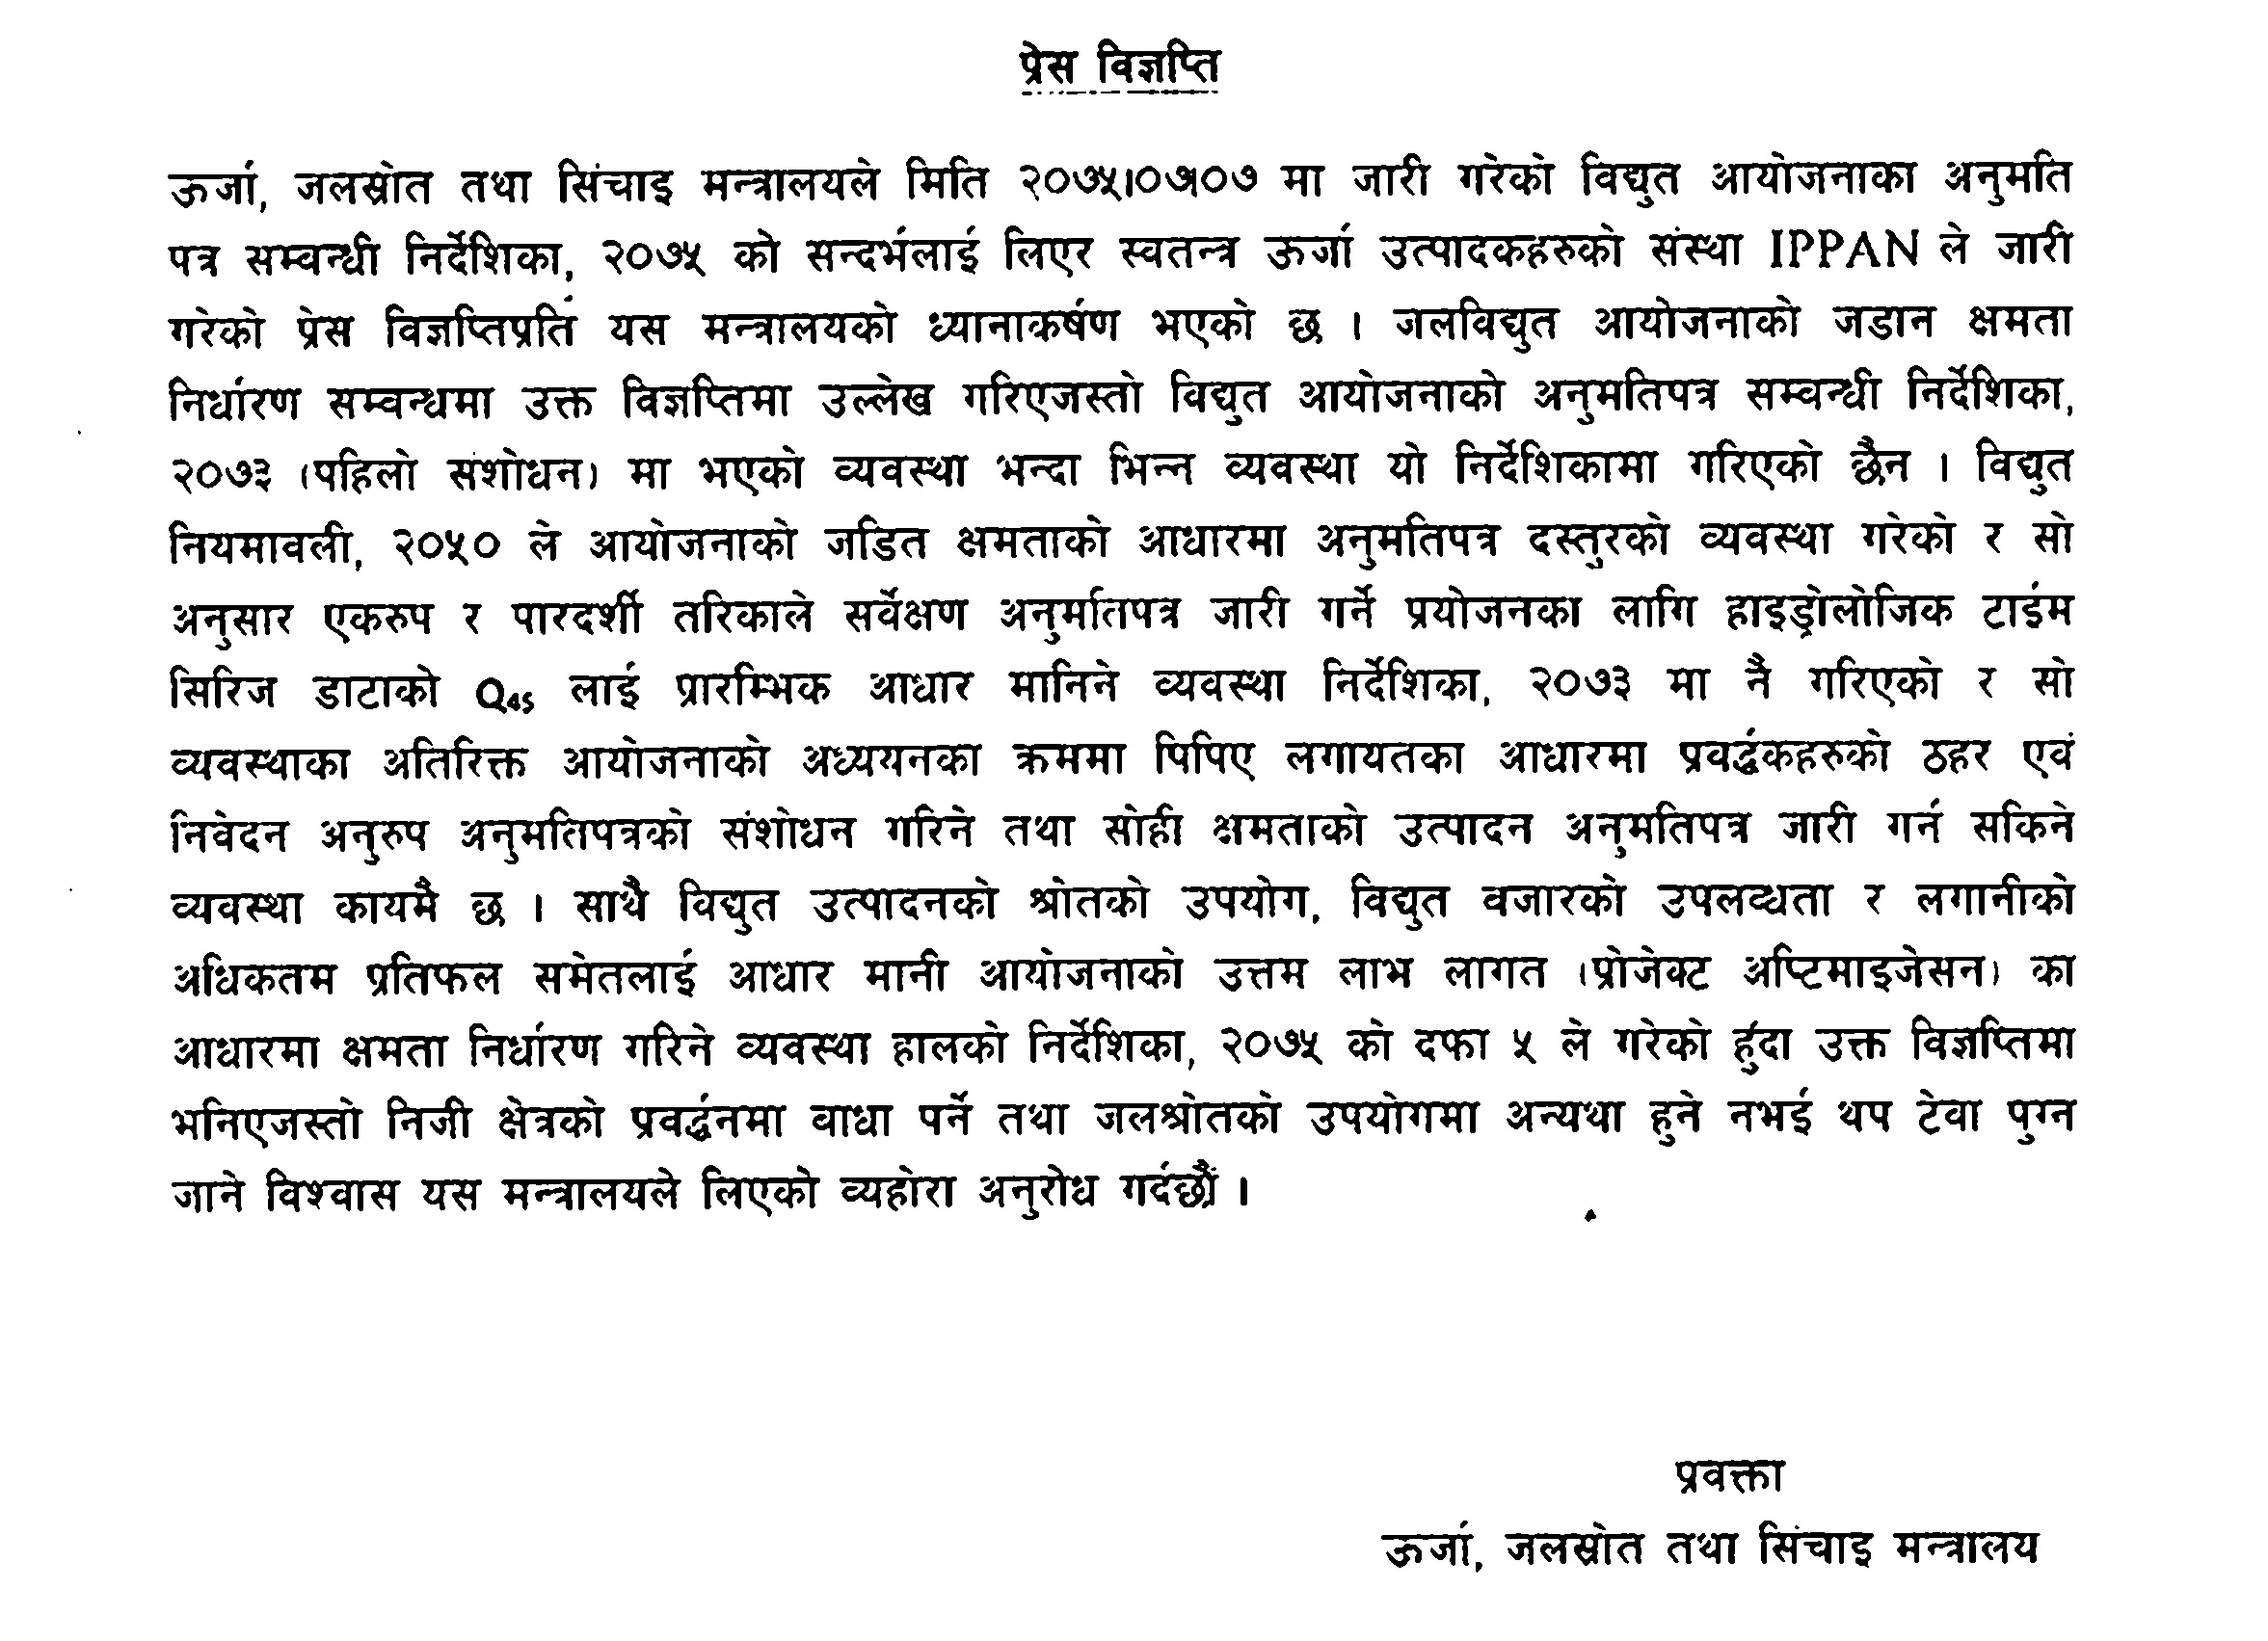 प्रेस विज्ञप्ति
ऊर्जा, जलस्रोत तथा सिंचाइ मन्त्रालयले मिति २०७५।०७।०७ मा जारी गरेको विद्युत आयोजनाका अनुमति
पत्र सम्वन्धी निर्देशिका, २०७५ को सन्दर्भलाई लिएर स्वतन्त्र ऊर्जा उत्पादकहरुको संस्था IPPAN ले जारी
गरेको प्रेस विज्ञप्तिप्रति यस मन्त्रालयको ध्यानाकर्षण भएको छ । जलविद्युत आयोजनाको जडान क्षमता
निर्धारण सम्वन्धमा उक्त विज्ञप्तिमा उल्लेख गरिएजस्तो विद्युत आयोजनाको अनुमतिपत्र सम्वन्धी निर्देशिका,
२०७३ (पहिलो संशोधन) मा भएको व्यवस्था भन्दा भिन्न व्यवस्था यो निर्देशिकामा गरिएको छैन । विद्युत
नियमावली, २०५० ले आयोजनाको जडित क्षमताको आधारमा अनुमतिपत्र दस्तुरको व्यवस्था गरेको र सो
अनुसार एकरुप र पारदर्शी तरिकाले सर्वेक्षण अनुमतिपत्र जारी गर्ने प्रयोजनका लागि हाइड्रोलोजिक टाईम
सिरिज डाटाको Q₄₅ लाई प्रारम्भिक आधार मानिने व्यवस्था निर्देशिका, २०७३ मा नै गरिएको र सो
व्यवस्थाका अतिरिक्त आयोजनाको अध्ययनका क्रममा पिपिए लगायतका आधारमा प्रवर्द्धकहरुको ठहर एवं
निवेदन अनुरुप अनुमतिपत्रको संशोधन गरिने तथा सोही क्षमताको उत्पादन अनुमतिपत्र जारी गर्न सकिने
व्यवस्था कायमै छ । साथै विद्युत उत्पादनको श्रोतको उपयोग, विद्युत वजारको उपलव्धता र लगानीको
अधिकतम प्रतिफल समेतलाई आधार मानी आयोजनाको उत्तम लाभ लागत (प्रोजेक्ट अप्टिमाइजेसन) का
आधारमा क्षमता निर्धारण गरिने व्यवस्था हालको निर्देशिका, २०७५ को दफा ५ ले गरेको हुंदा उक्त विज्ञप्तिमा
भनिएजस्तो निजी क्षेत्रको प्रवर्द्धनमा वाधा पर्ने तथा जलश्रोतको उपयोगमा अन्यथा हुने नभई थप टेवा पुग्न
जाने विश्वास यस मन्त्रालयले लिएको व्यहोरा अनुरोध गर्दछौं ।
प्रवक्ता
ऊर्जा, जलस्रोत तथा सिंचाइ मन्त्रालय